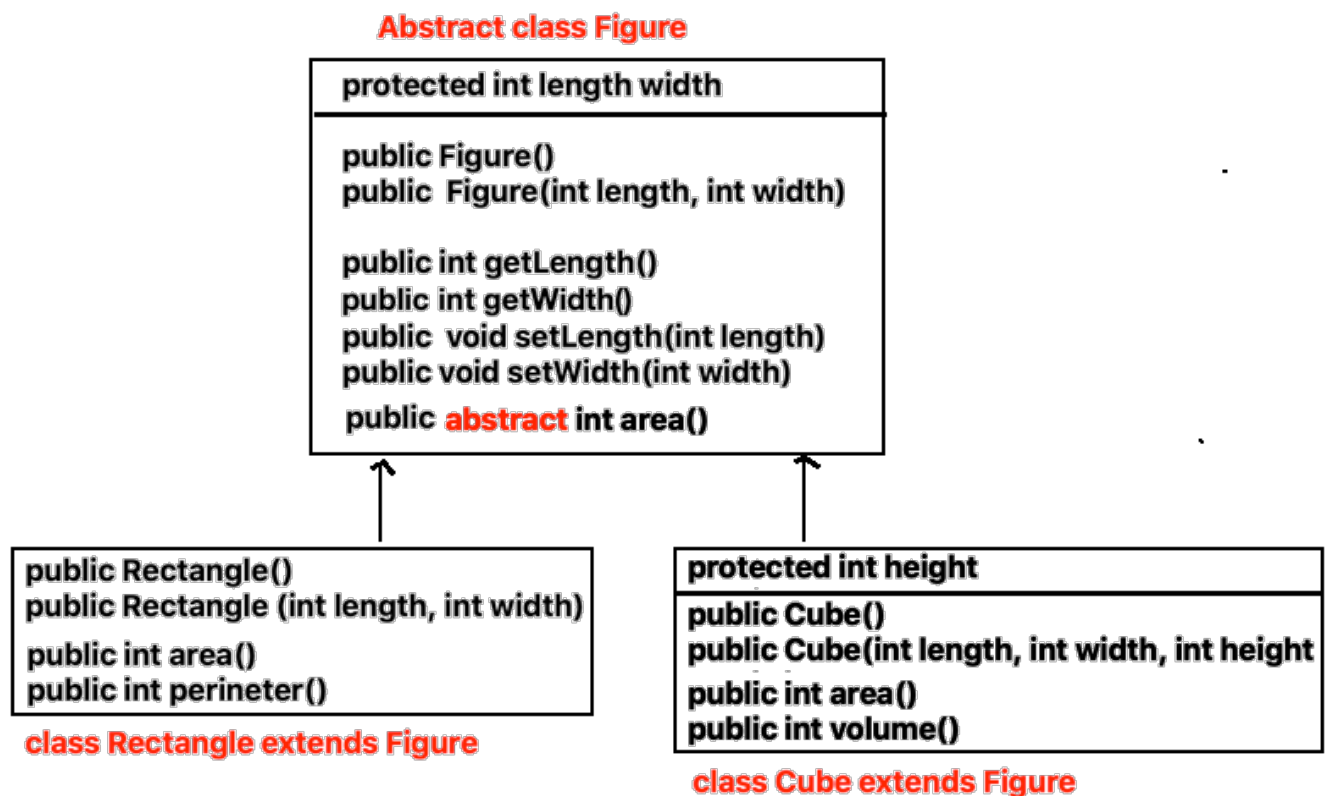 Abstract class Figure
protected int length width
public Figure()
public Figure(int length, int width)
public int getLength()
public int getWidth()
public void setLength(int length)
public void setWidth(int width)
public abstract int area()
public Rectangle()
public Rectangle (int length, int width)
public int area()
public int perineter()
class Rectangle extends Figure
protected int height
public Cube()
public Cube(int length, int width, int height
public int area()
public int volume()
class Cube extends Figure